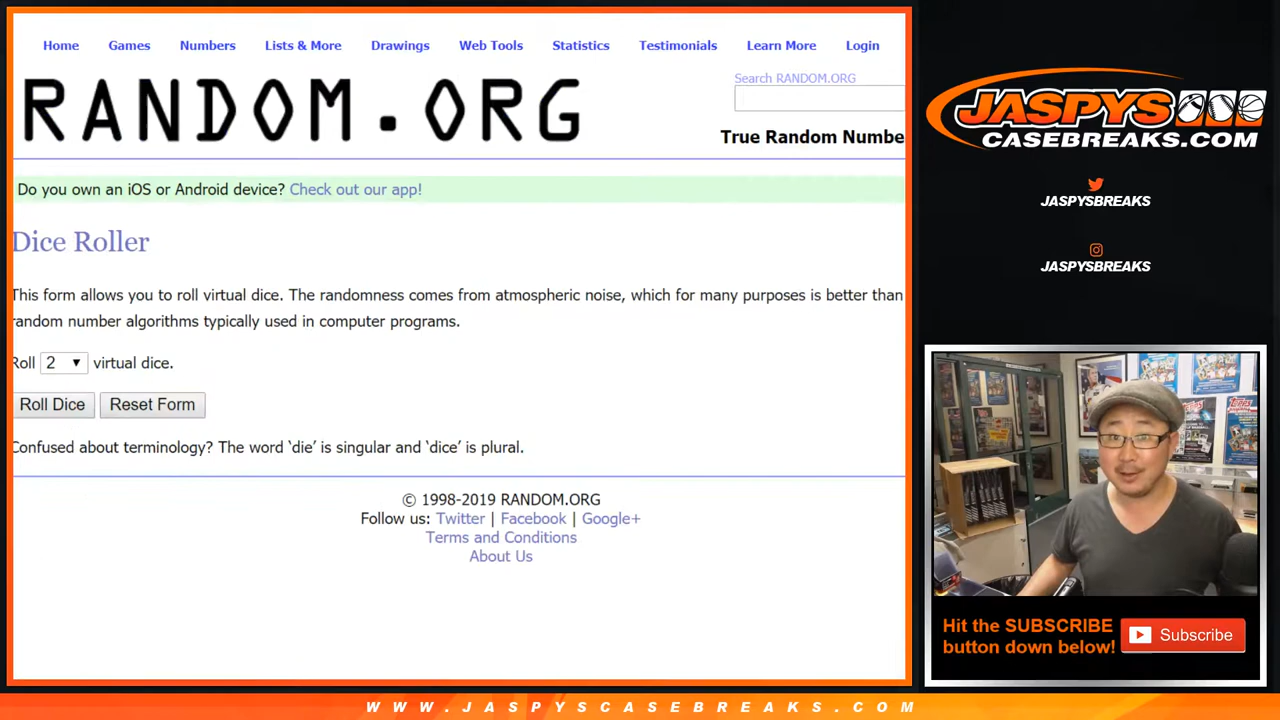 Home Games Numbers Lists & More Drawings Web Tools Statistics Testimonials Learn More Login
RANDOM.ORG
Search RANDOM.ORG
True Random Numbe
Do you own an iOS or Android device? Check out our app!
Dice Roller
This form allows you to roll virtual dice. The randomness comes from atmospheric noise, which for many purposes is better than
random number algorithms typically used in computer programs.
Roll 2 virtual dice.
Roll Dice Reset Form
Confused about terminology? The word ‘die’ is singular and ‘dice’ is plural.
© 1998-2019 RANDOM.ORG
Follow us: Twitter | Facebook | Google+
Terms and Conditions
About Us
JASPYS
CASEBREAKS.COM
JASPYSBREAKS
JASPYSBREAKS
Hit the SUBSCRIBE
button down below!
Subscribe
WWW.JASPYSCASEBREAKS.COM